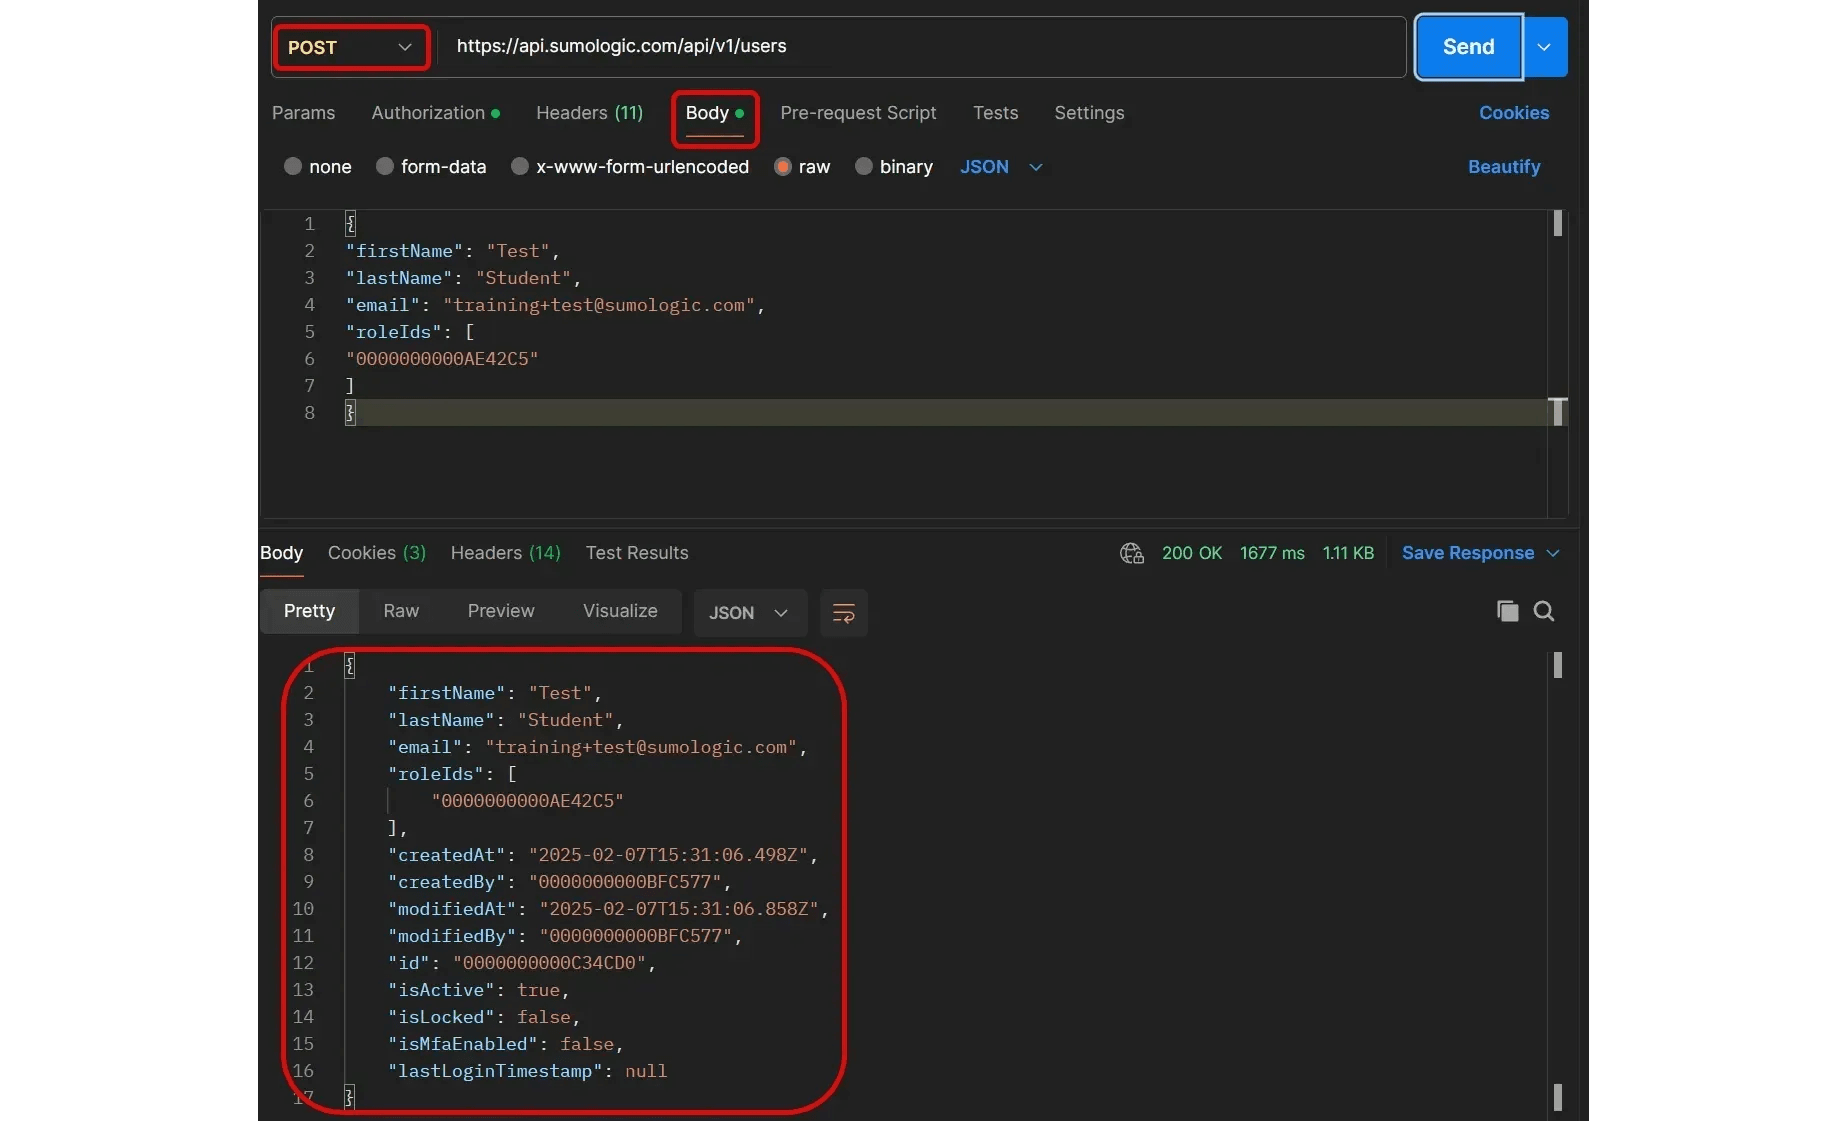 POST https://api.sumologic.com/api/v1/users Send
Params Authorization Headers (11) Body Pre-request Script Tests Settings Cookies
none form-data x-www-form-urlencoded raw binary JSON Beautify
1 {
2 "firstName": "Test",
3 "lastName": "Student",
4 "email": "training+test@sumologic.com",
5 "roleIds": [
6 "0000000000AE42C5"
7 ]
8 }
Body Cookies (3) Headers (14) Test Results 200 OK 1677 ms 1.11 KB Save Response
Pretty Raw Preview Visualize JSON
1 {
2 "firstName": "Test",
3 "lastName": "Student",
4 "email": "training+test@sumologic.com",
5 "roleIds": [
6 "0000000000AE42C5"
7 ],
8 "createdAt": "2025-02-07T15:31:06.498Z",
9 "createdBy": "0000000000BFC577",
10 "modifiedAt": "2025-02-07T15:31:06.858Z",
11 "modifiedBy": "0000000000BFC577",
12 "id": "0000000000C34CD0",
13 "isActive": true,
14 "isLocked": false,
15 "isMfaEnabled": false,
16 "lastLoginTimestamp": null
17 }